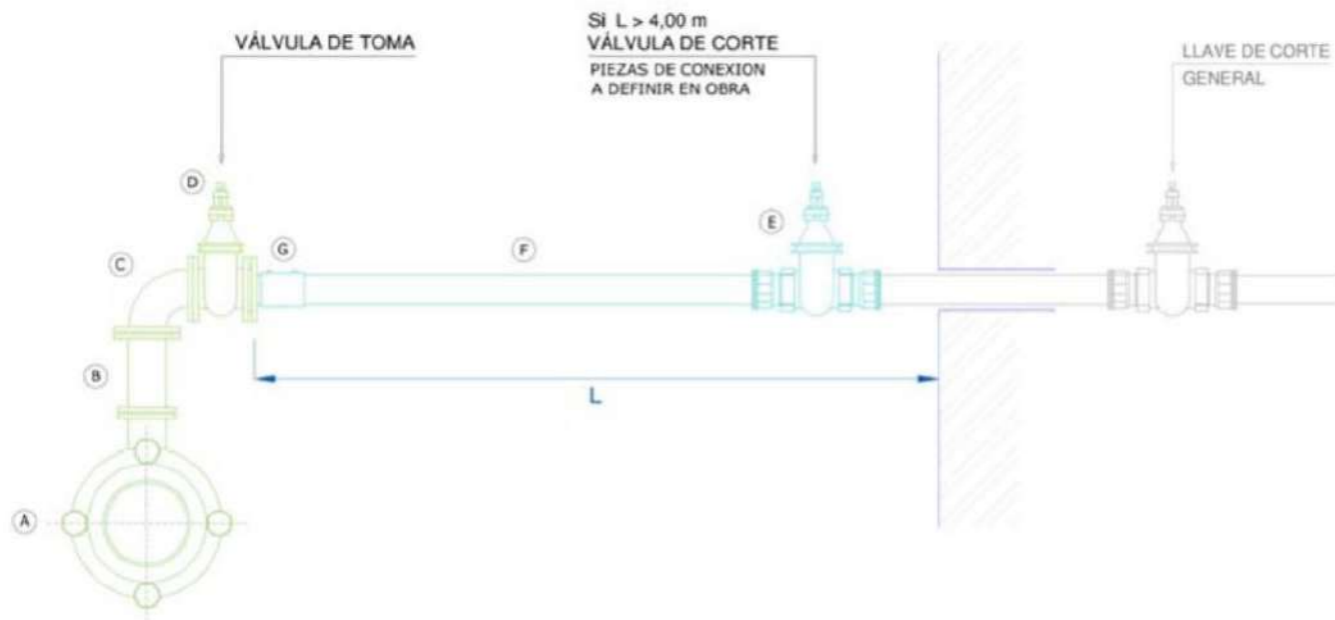 VÁLVULA DE TOMA
Si L > 4,00 m
VÁLVULA DE CORTE
PIEZAS DE CONEXION
A DEFINIR EN OBRA
LLAVE DE CORTE
GENERAL
D
E
C
G
F
B
L
A